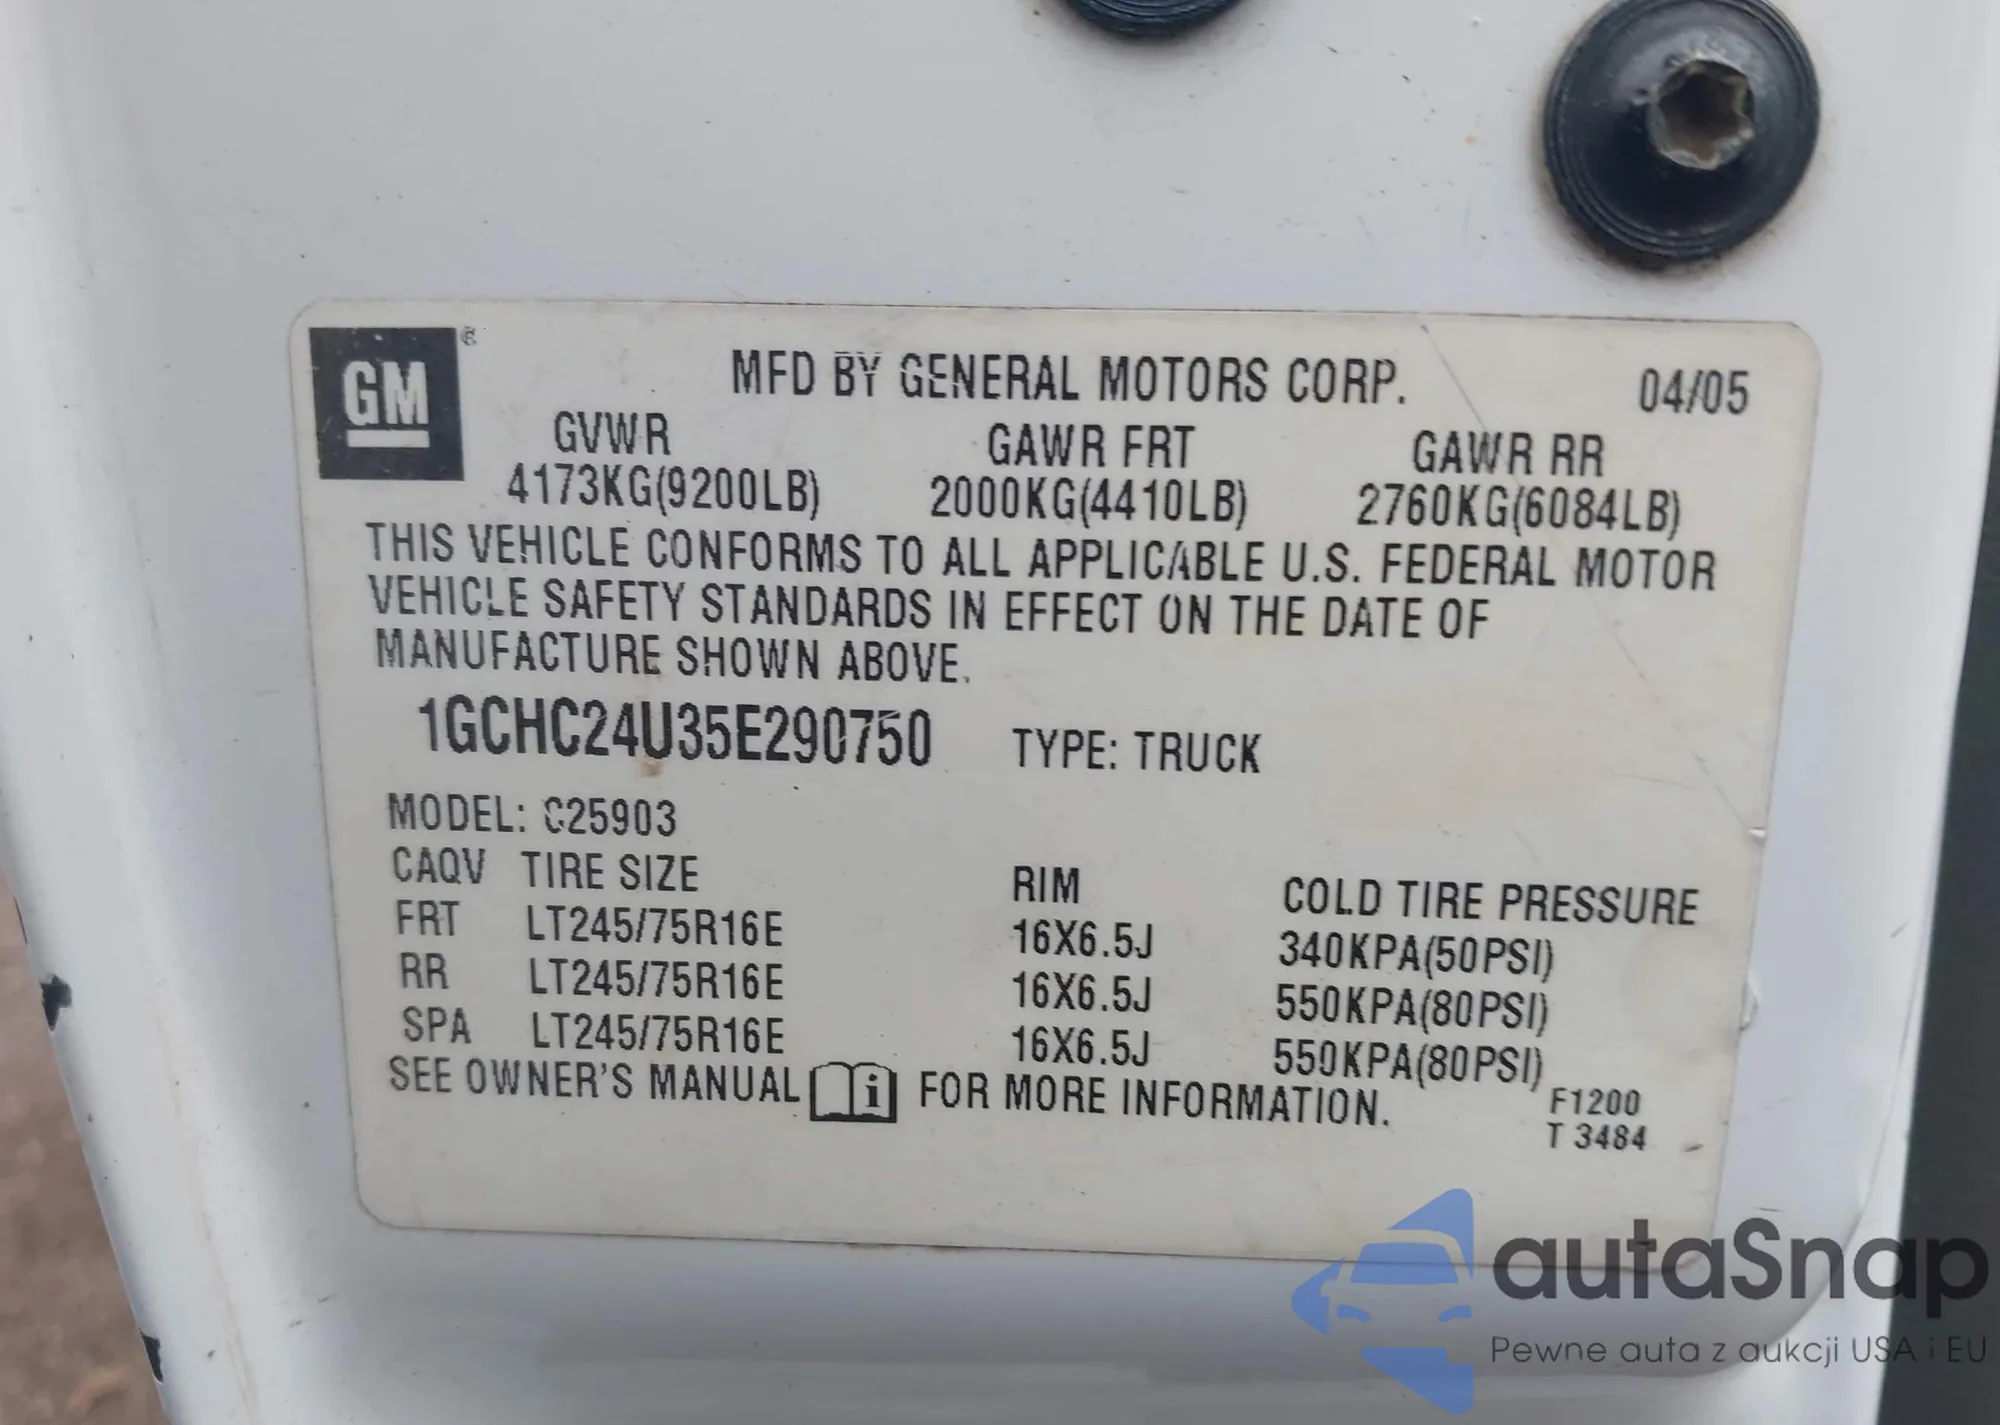 GM ®
MFD BY GENERAL MOTORS CORP. 04/05
GVWR GAWR FRT GAWR RR
4173KG(9200LB) 2000KG(4410LB) 2760KG(6084LB)
THIS VEHICLE CONFORMS TO ALL APPLICABLE U.S. FEDERAL MOTOR
VEHICLE SAFETY STANDARDS IN EFFECT ON THE DATE OF
MANUFACTURE SHOWN ABOVE.
1GCHC24U35E290750 TYPE: TRUCK
MODEL: C25903
CAQV TIRE SIZE RIM COLD TIRE PRESSURE
FRT LT245/75R16E 16X6.5J 340KPA(50PSI)
RR LT245/75R16E 16X6.5J 550KPA(80PSI)
SPA LT245/75R16E 16X6.5J 550KPA(80PSI)
SEE OWNER'S MANUAL i FOR MORE INFORMATION.
F1200
T 3484
autaSnap
Pewne auta z aukcji USA i EU